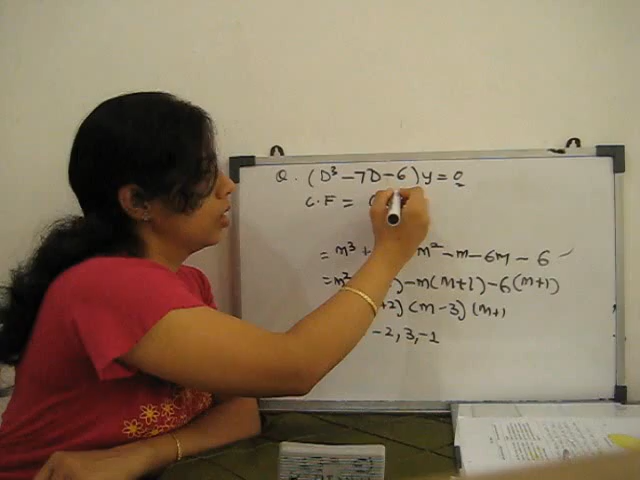 Q. (D³ - 7D - 6) y = 0
C.F =
= m³ + m² - m - 6m - 6
= m² ) - m(m+1) - 6(m+1)
+2) (m-3) (m+1
-2, 3, -1